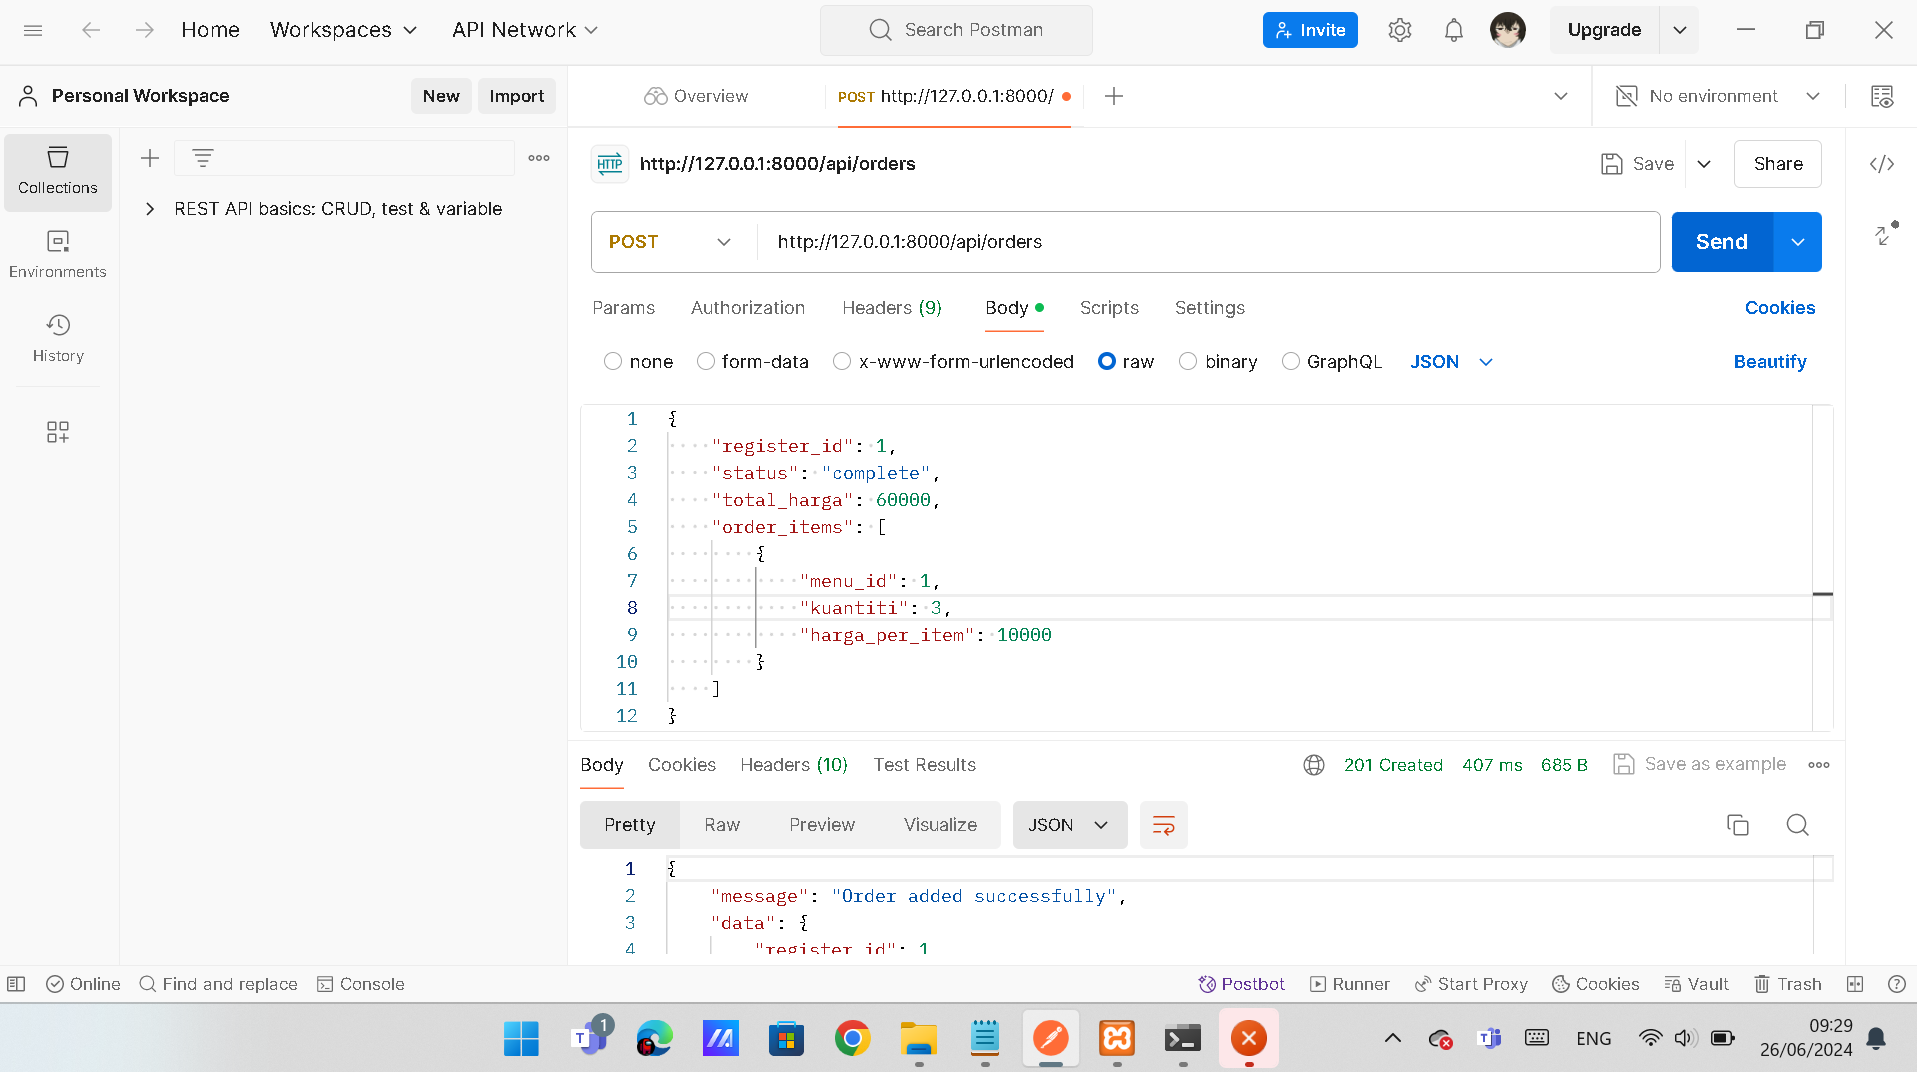 Home Workspaces API Network Search Postman Invite Upgrade
Personal Workspace New Import Overview POST http://127.0.0.1:8000/ No environment
HTTP http://127.0.0.1:8000/api/orders Save Share
Collections
REST API basics: CRUD, test & variable
Environments
History
POST http://127.0.0.1:8000/api/orders Send
Params Authorization Headers (9) Body Scripts Settings Cookies
none form-data x-www-form-urlencoded raw binary GraphQL JSON Beautify
1 {
2 "register_id": 1,
3 "status": "complete",
4 "total_harga": 60000,
5 "order_items": [
6 {
7 "menu_id": 1,
8 "kuantiti": 3,
9 "harga_per_item": 10000
10 }
11 ]
12 }
Body Cookies Headers (10) Test Results 201 Created 407 ms 685 B Save as example
Pretty Raw Preview Visualize JSON
1 {
2 "message": "Order added successfully",
3 "data": {
4 "register_id": 1
Online Find and replace Console Postbot Runner Start Proxy Cookies Vault Trash
T 1 T ENG 09:29
26/06/2024